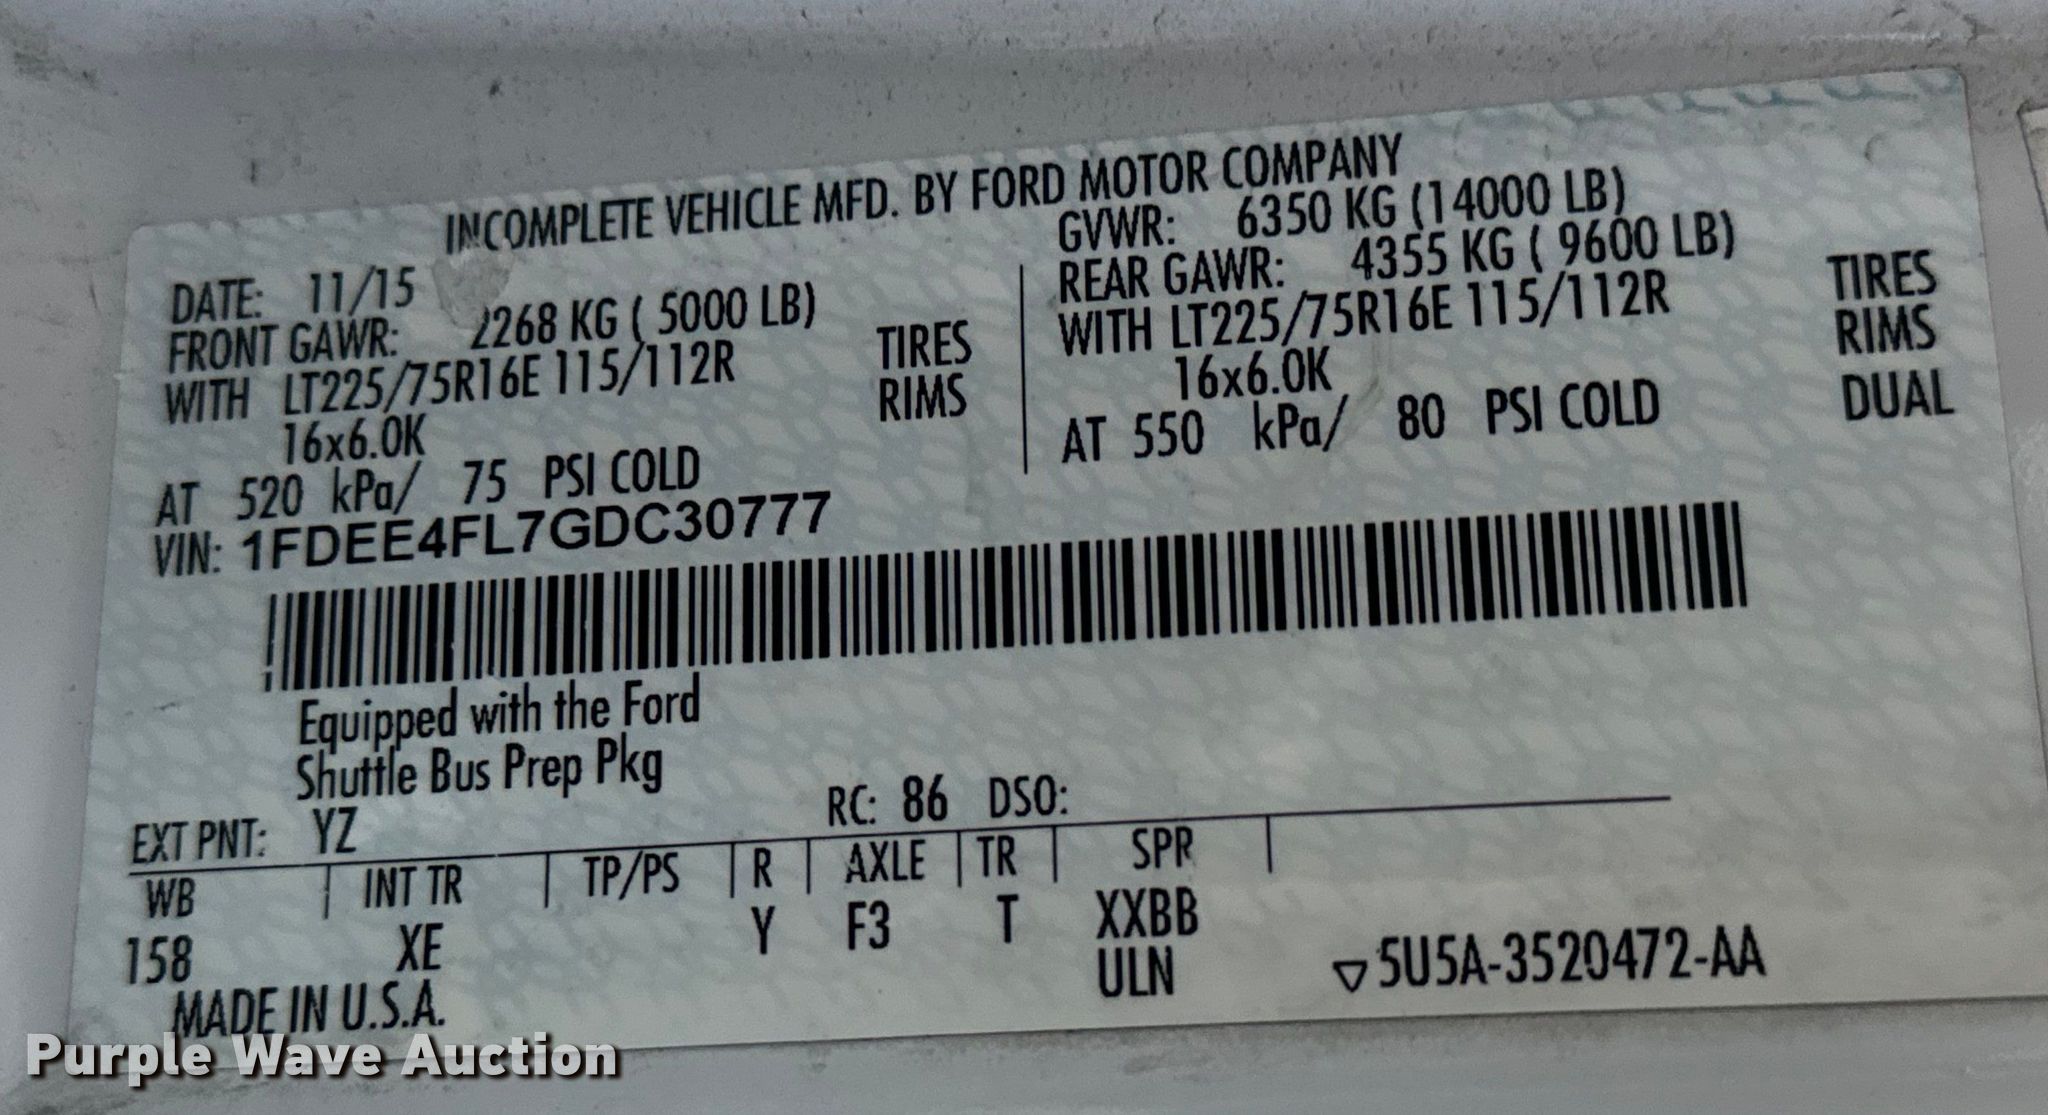 INCOMPLETE VEHICLE MFD. BY FORD MOTOR COMPANY
DATE: 11/15
GVWR: 6350 KG (14000 LB)
FRONT GAWR: 2268 KG ( 5000 LB)
REAR GAWR: 4355 KG ( 9600 LB)
WITH LT225/75R16E 115/112R TIRES
WITH LT225/75R16E 115/112R TIRES
16x6.0K RIMS
16x6.0K RIMS
AT 520 kPa/ 75 PSI COLD
AT 550 kPa/ 80 PSI COLD DUAL
VIN: 1FDEE4FL7GDC30777
Equipped with the Ford
Shuttle Bus Prep Pkg
EXT PNT: YZ RC: 86 DSO:
WB INT TR TP/PS R AXLE TR SPR
158 XE Y F3 T XXBB
ULN
▽5U5A-3520472-AA
MADE IN U.S.A.
Purple Wave Auction